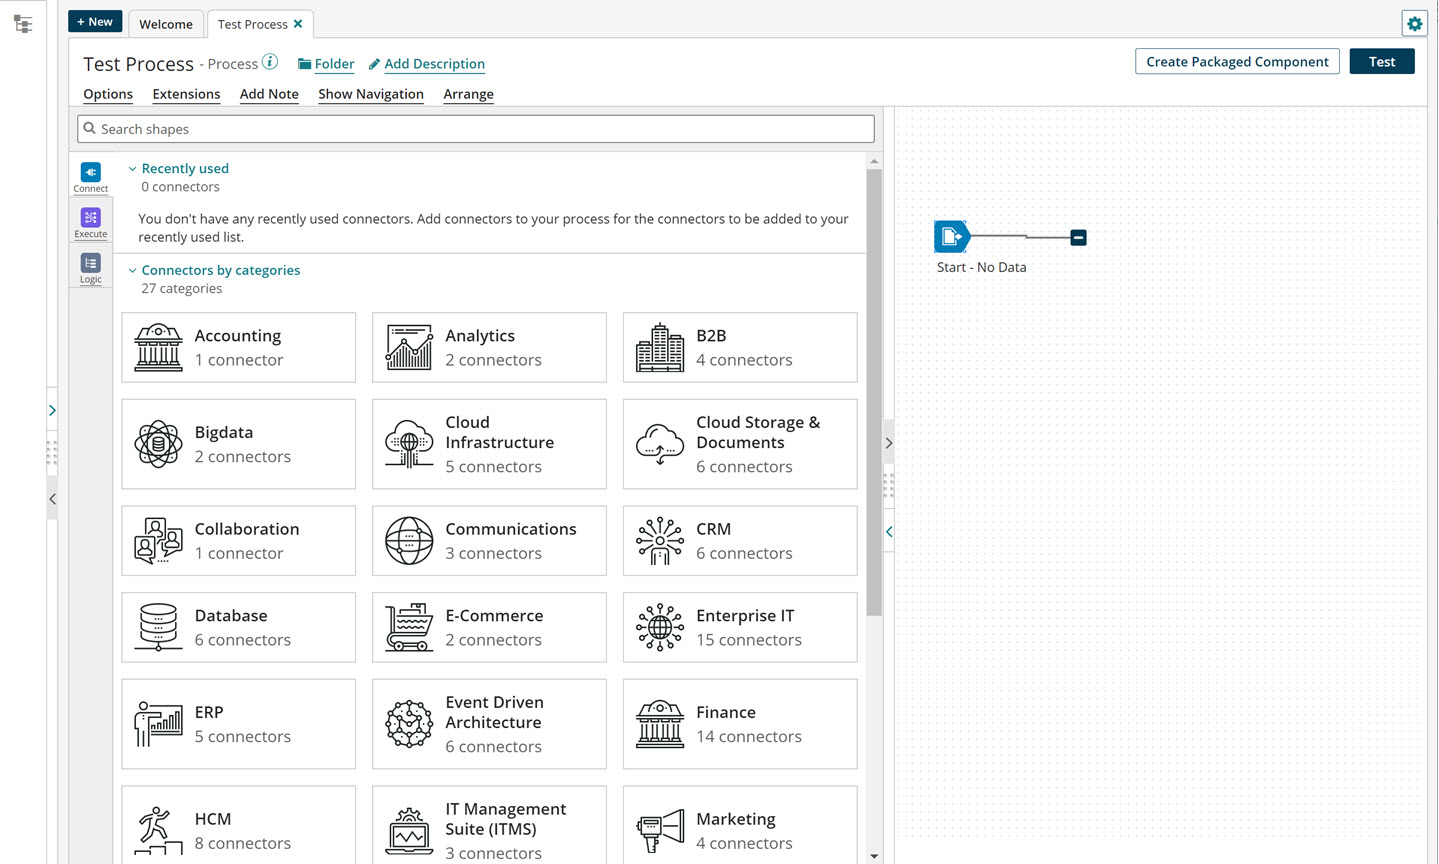 + New
Welcome
Test Process
Test Process - Process
Folder
Add Description
Create Packaged Component
Test
Options
Extensions
Add Note
Show Navigation
Arrange
Search shapes
Connect
Execute
Logic
Recently used
0 connectors
You don't have any recently used connectors. Add connectors to your process for the connectors to be added to your
recently used list.
Connectors by categories
27 categories
Accounting
1 connector
Analytics
2 connectors
B2B
4 connectors
Bigdata
2 connectors
Cloud
Infrastructure
5 connectors
Cloud Storage &
Documents
6 connectors
Collaboration
1 connector
Communications
3 connectors
CRM
6 connectors
Database
6 connectors
E-Commerce
2 connectors
Enterprise IT
15 connectors
ERP
5 connectors
Event Driven
Architecture
6 connectors
Finance
14 connectors
HCM
8 connectors
IT Management
Suite (ITMS)
3 connectors
Marketing
4 connectors
Start - No Data